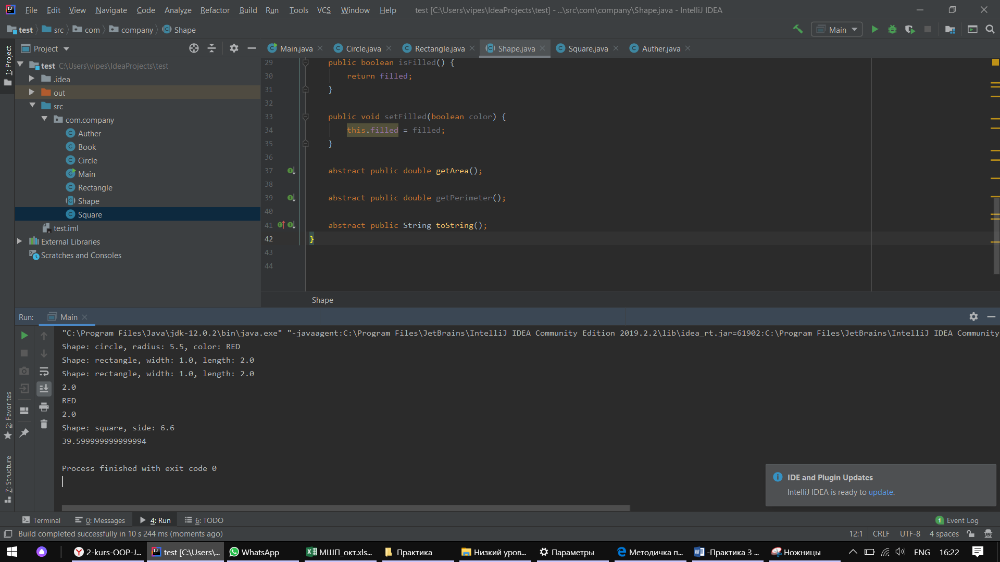 File Edit View Navigate Code Analyze Refactor Build Run Tools VCS Window Help test [C:\Users\vipes\IdeaProjects\test] - ...\src\com\company\Shape.java - IntelliJ IDEA
test src com company Shape Main
1: Project
Project
Main.java Circle.java Rectangle.java Shape.java Square.java Auther.java
test C:\Users\vipes\IdeaProjects\test
.idea
out
src
com.company
Auther
Book
Circle
Main
Rectangle
Shape
Square
test.iml
External Libraries
Scratches and Consoles
29 public boolean isFilled() {
30 return filled;
31 }
32
33 public void setFilled(boolean color) {
34 this.filled = filled;
35 }
36
37 abstract public double getArea();
38
39 abstract public double getPerimeter();
40
41 abstract public String toString();
42 }
43
44
Shape
Run: Main
"C:\Program Files\Java\jdk-12.0.2\bin\java.exe" "-javaagent:C:\Program Files\JetBrains\IntelliJ IDEA Community Edition 2019.2.2\lib\idea_rt.jar=61902:C:\Program Files\JetBrains\IntelliJ IDEA Community
Shape: circle, radius: 5.5, color: RED
Shape: rectangle, width: 1.0, length: 2.0
Shape: rectangle, width: 1.0, length: 2.0
2.0
RED
2.0
Shape: square, side: 6.6
39.599999999999994
Process finished with exit code 0
2: Favorites
7: Structure
IDE and Plugin Updates
IntelliJ IDEA is ready to update.
Terminal 0: Messages 4: Run 6: TODO 1 Event Log
Build completed successfully in 10 s 244 ms (moments ago) 12:1 CRLF UTF-8 4 spaces
2-kurs-OOP-J... test [C:\Users\... WhatsApp МШП_окт.xls... Практика Низкий уров... Параметры Методичка п... -Практика 3 ... Ножницы ENG 16:22